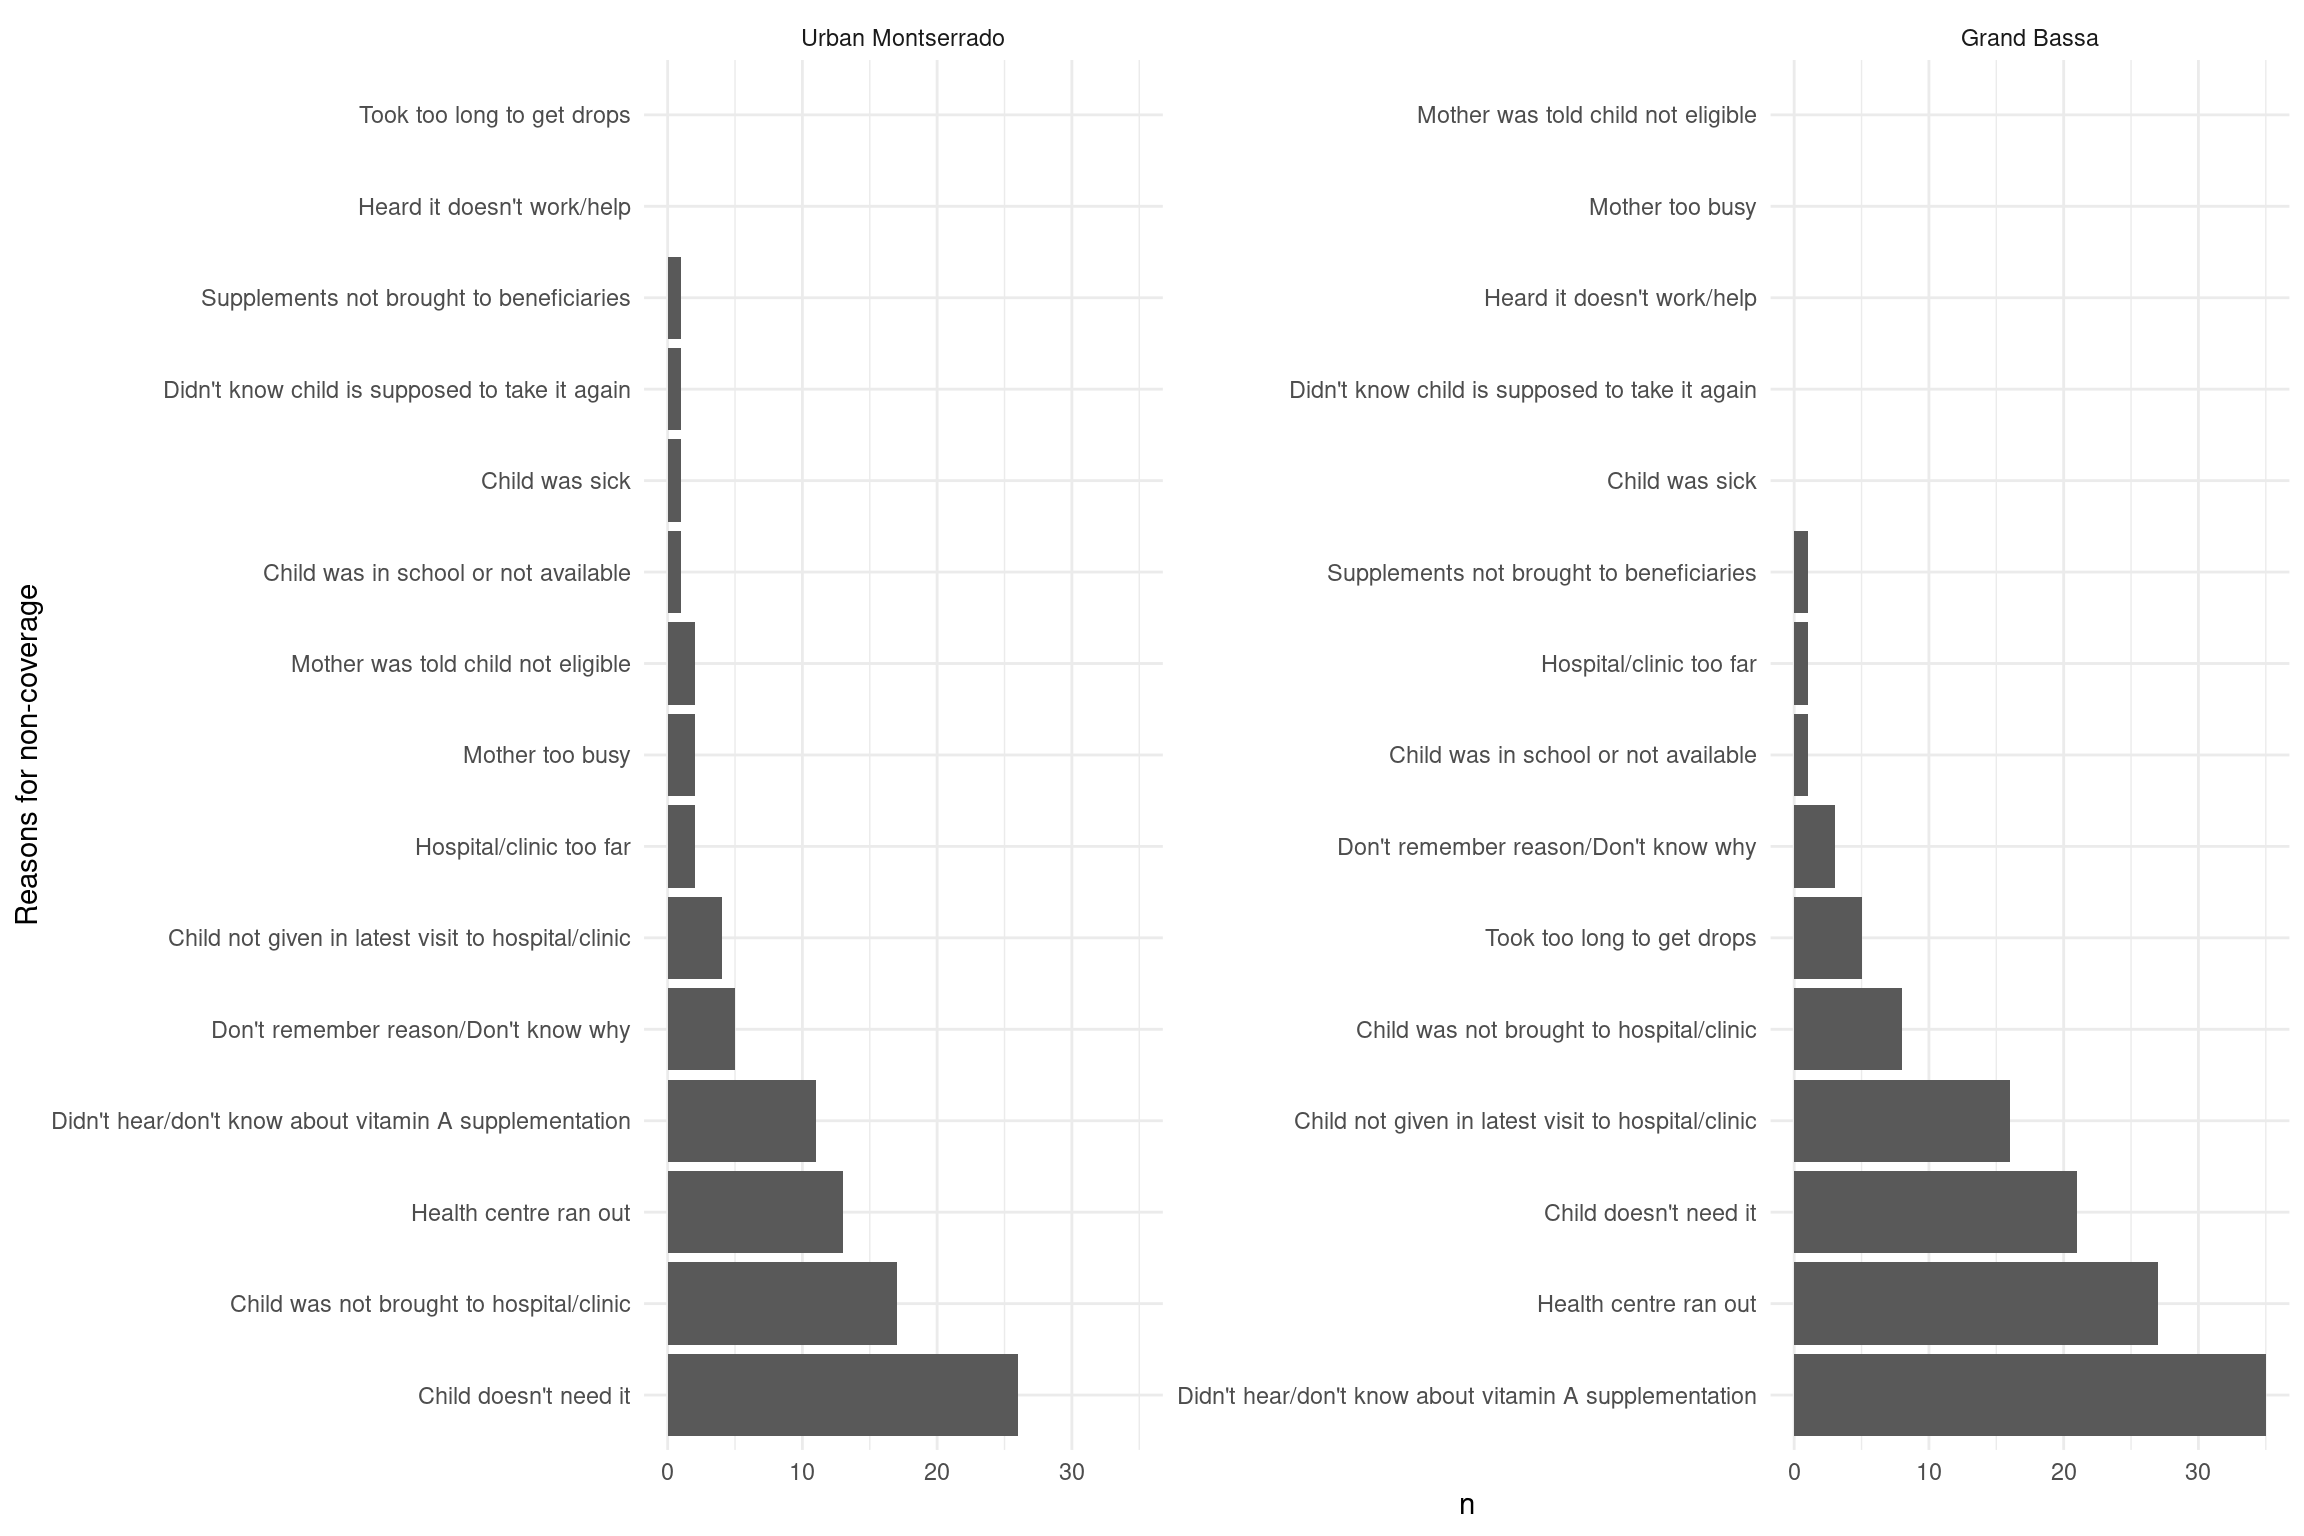 Urban Montserrado
Grand Bassa
Reasons for non-coverage
Took too long to get drops
Heard it doesn't work/help
Supplements not brought to beneficiaries
Didn't know child is supposed to take it again
Child was sick
Child was in school or not available
Mother was told child not eligible
Mother too busy
Hospital/clinic too far
Child not given in latest visit to hospital/clinic
Don't remember reason/Don't know why
Didn't hear/don't know about vitamin A supplementation
Health centre ran out
Child was not brought to hospital/clinic
Child doesn't need it
0 10 20 30
Mother was told child not eligible
Mother too busy
Heard it doesn't work/help
Didn't know child is supposed to take it again
Child was sick
Supplements not brought to beneficiaries
Hospital/clinic too far
Child was in school or not available
Don't remember reason/Don't know why
Took too long to get drops
Child was not brought to hospital/clinic
Child not given in latest visit to hospital/clinic
Child doesn't need it
Health centre ran out
Didn't hear/don't know about vitamin A supplementation
0 10 20 30
n